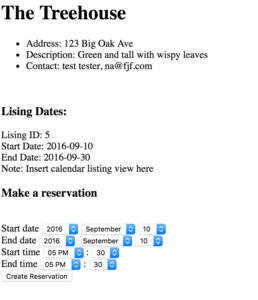 The Treehouse
Address: 123 Big Oak Ave
Description: Green and tall with wispy leaves
Contact: test tester, na@fjf.com
Lising Dates:
Lising ID: 5
Start Date: 2016-09-10
End Date: 2016-09-30
Note: Insert calendar listing view here
Make a reservation
Start date 2016 September 10
End date 2016 September 10
Start time 05 PM : 30
End time 05 PM : 30
Create Reservation